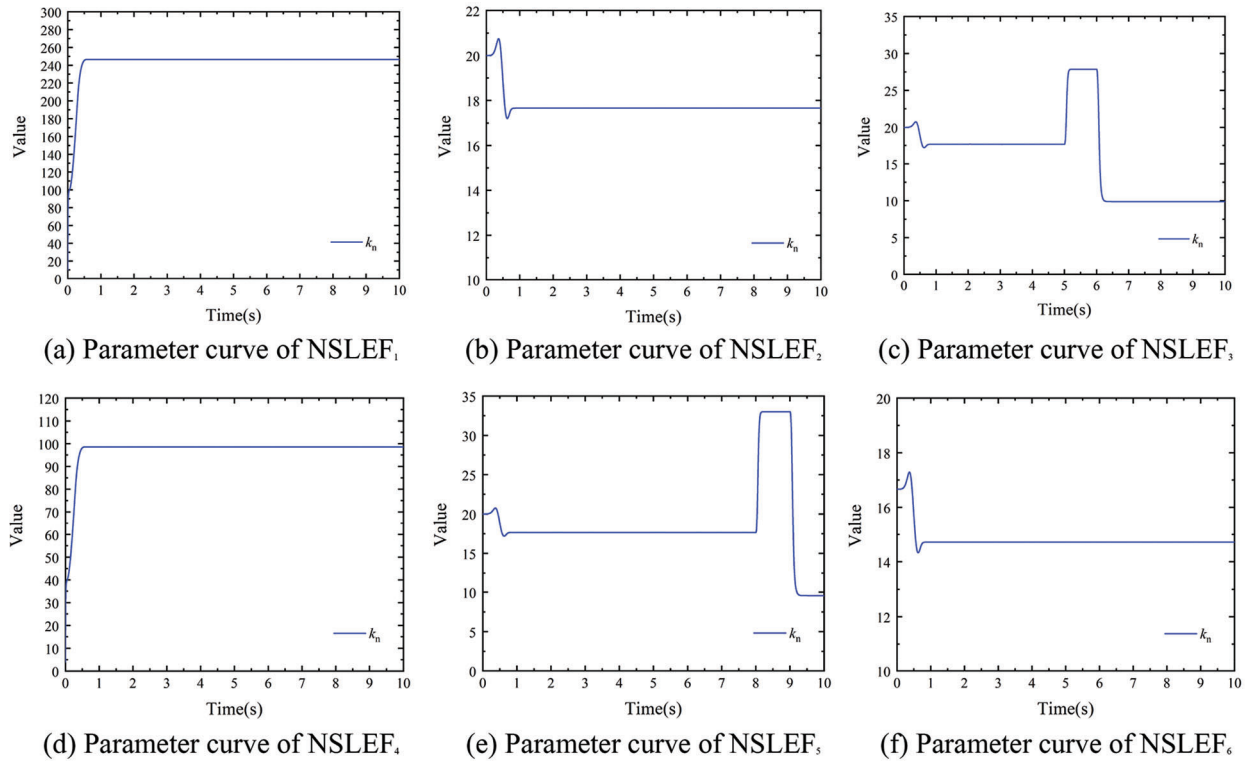 300
290
280
260
240
220
200
180
160
140
120
100
80
60
40
20
0
Value
kn
0 1 2 3 4 5 6 7 8 9 10
Time(s)
(a) Parameter curve of NSLEF₁
22
20
18
16
14
12
10
Value
kn
0 1 2 3 4 5 6 7 8 9 10
Time(s)
(b) Parameter curve of NSLEF₂
35
30
25
20
15
10
5
0
Value
kn
0 1 2 3 4 5 6 7 8 9 10
Time(s)
(c) Parameter curve of NSLEF₃
120
110
100
90
80
70
60
50
40
30
20
10
0
Value
kn
0 1 2 3 4 5 6 7 8 9 10
Time(s)
(d) Parameter curve of NSLEF₄
35
33
25
20
15
10
5
0
Value
kn
0 1 2 3 4 5 6 7 8 9 10
Time(s)
(e) Parameter curve of NSLEF₅
20
18
16
14
12
10
Value
kn
0 1 2 3 4 5 6 7 8 9 10
Time(s)
(f) Parameter curve of NSLEF₆